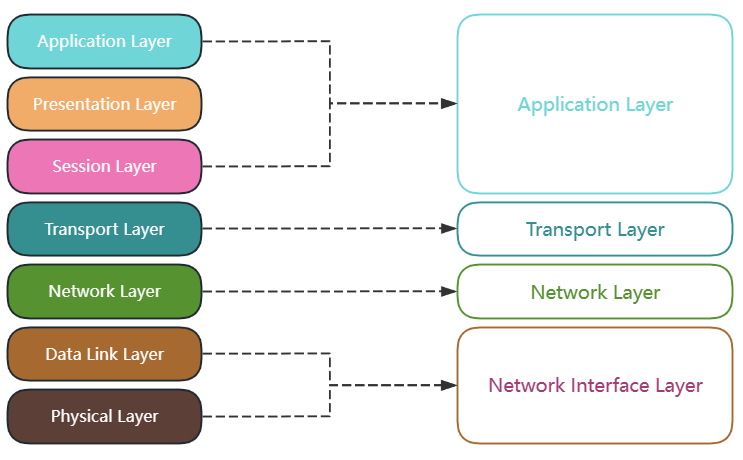 Application Layer
Presentation Layer
Session Layer
Transport Layer
Network Layer
Data Link Layer
Physical Layer
Application Layer
Transport Layer
Network Layer
Network Interface Layer